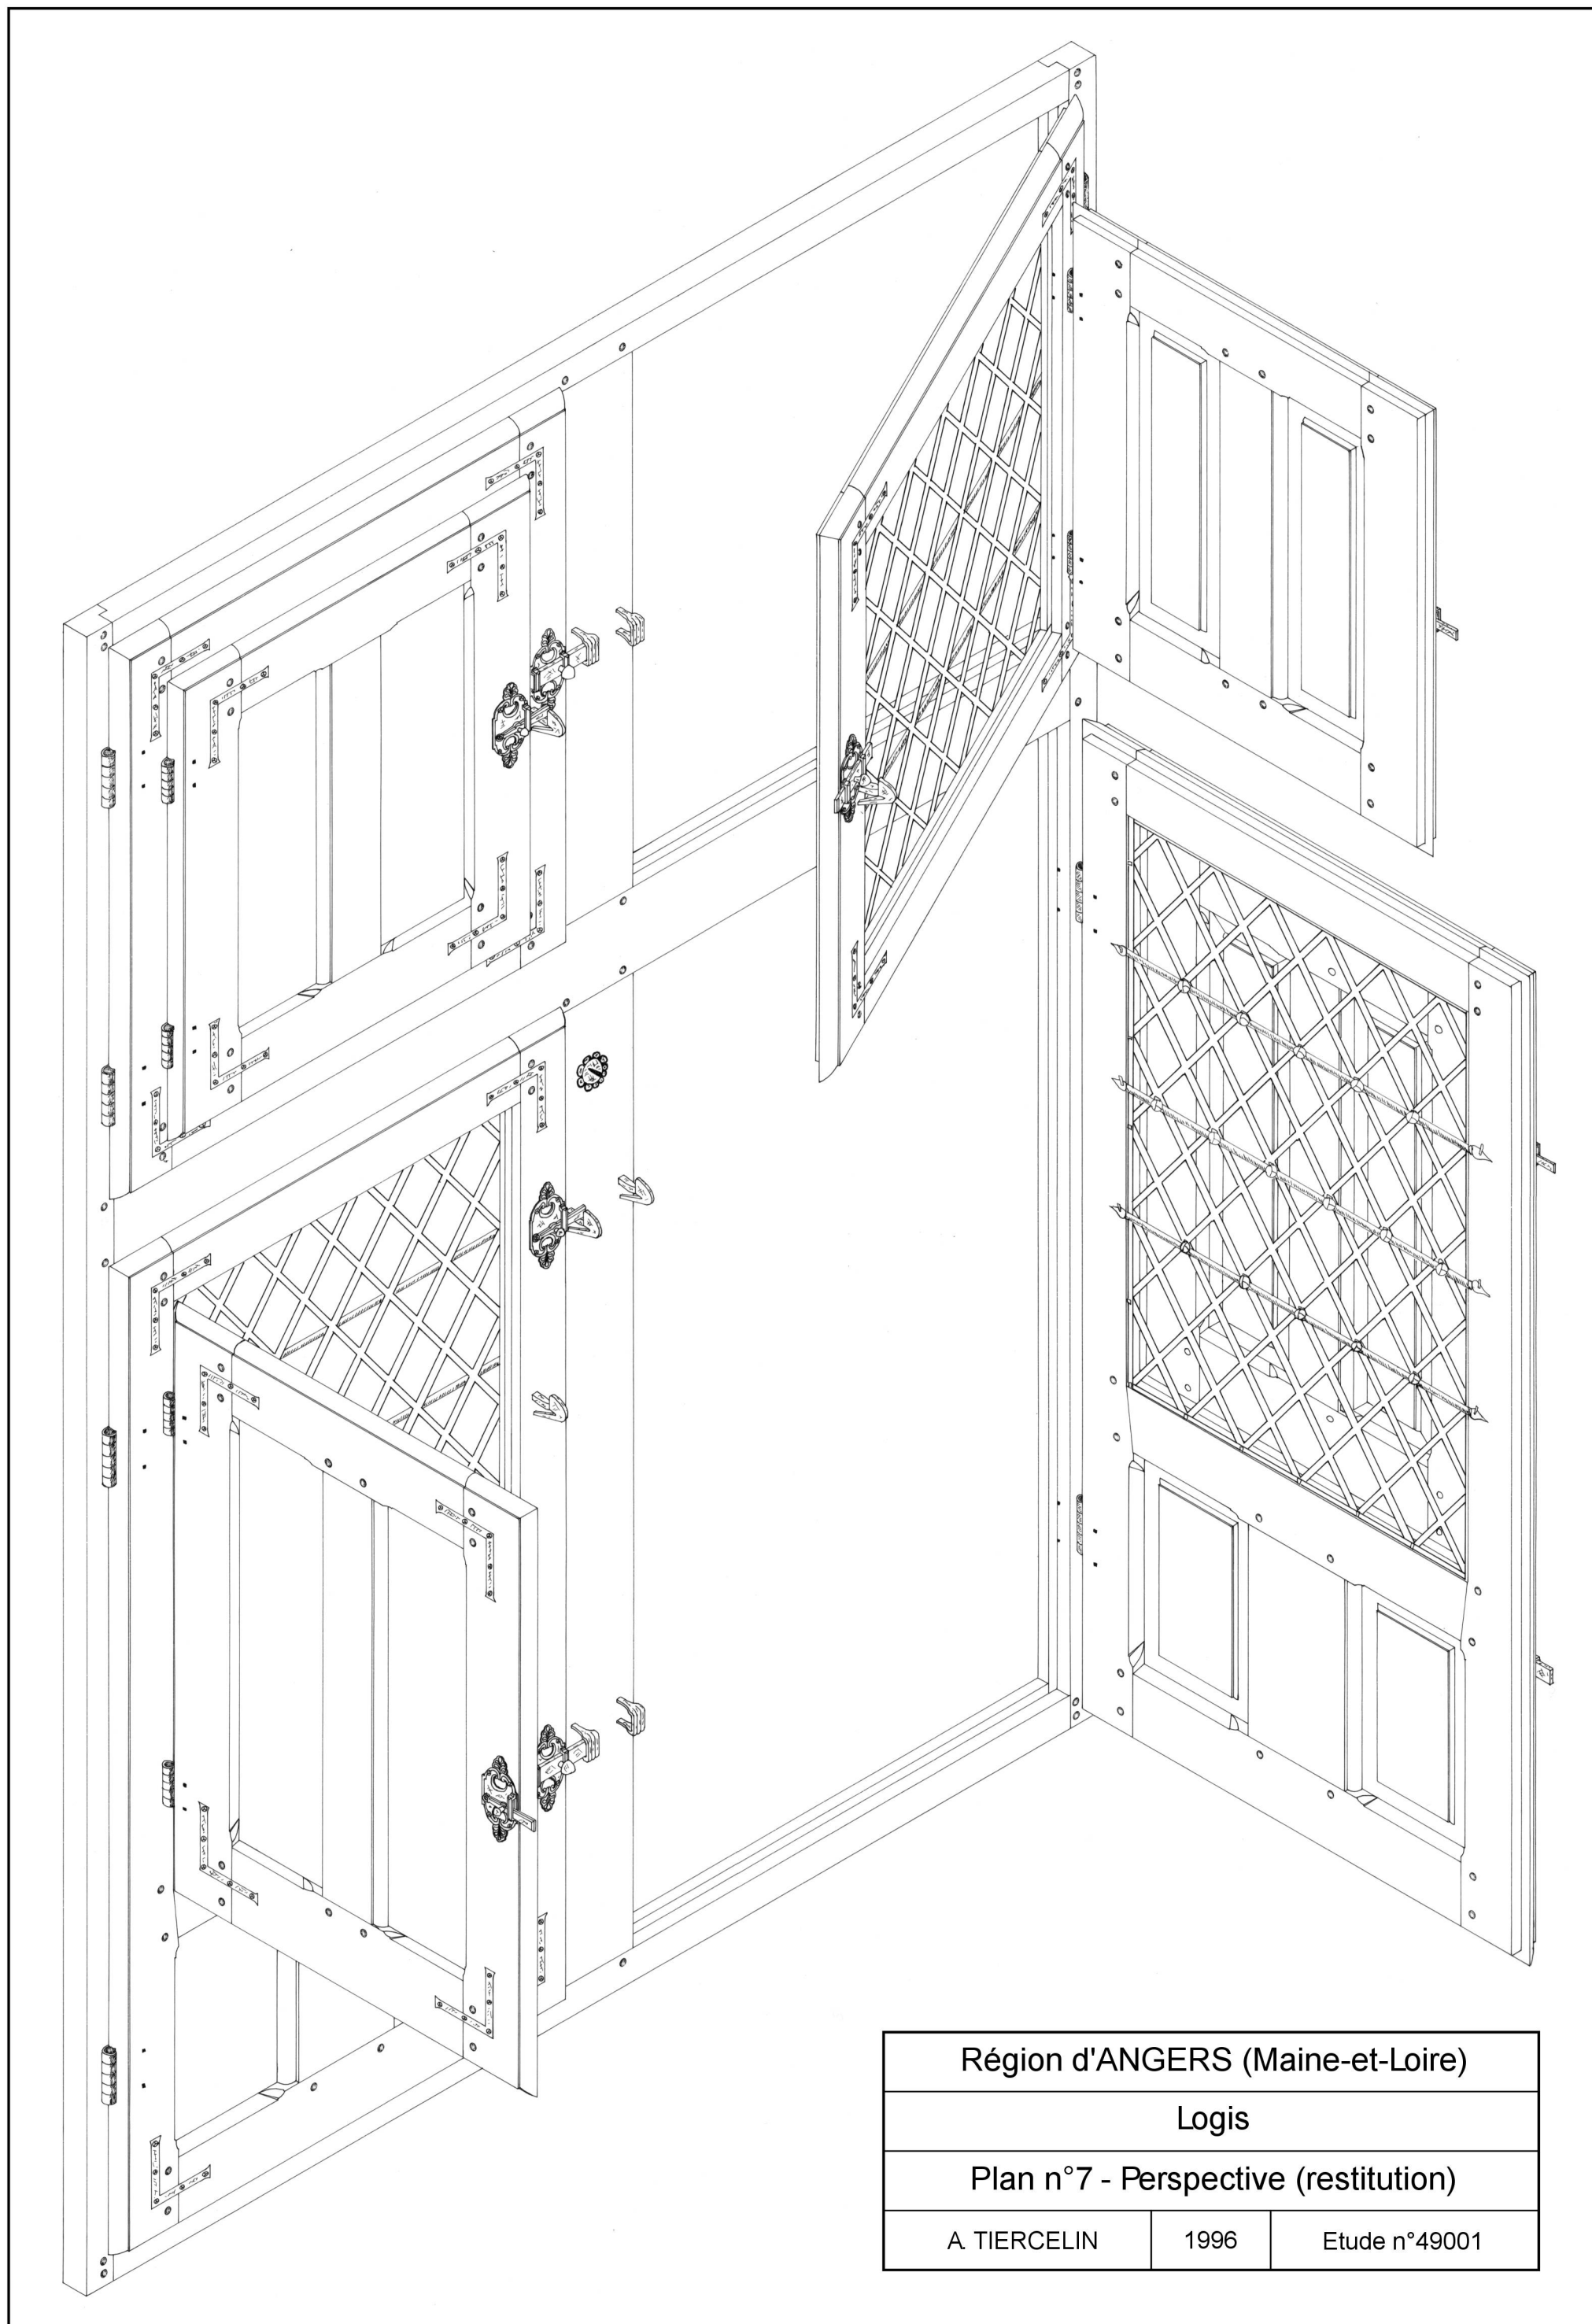 Région d'ANGERS (Maine-et-Loire)
Logis
Plan n°7 - Perspective (restitution)
A. TIERCELIN 1996 Etude n°49001